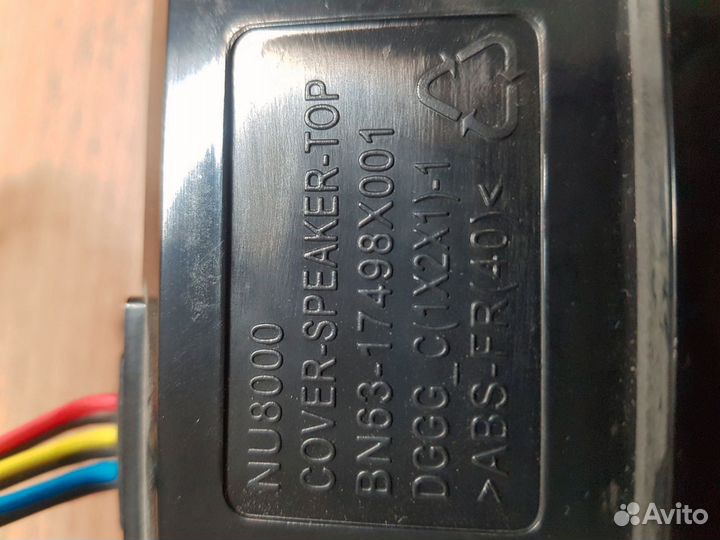 NU8000
COVER-SPEAKER-TOP
BN63-17498X001
DGGG_C(1X2X1)-1
>ABS-FR(40)<
Avito